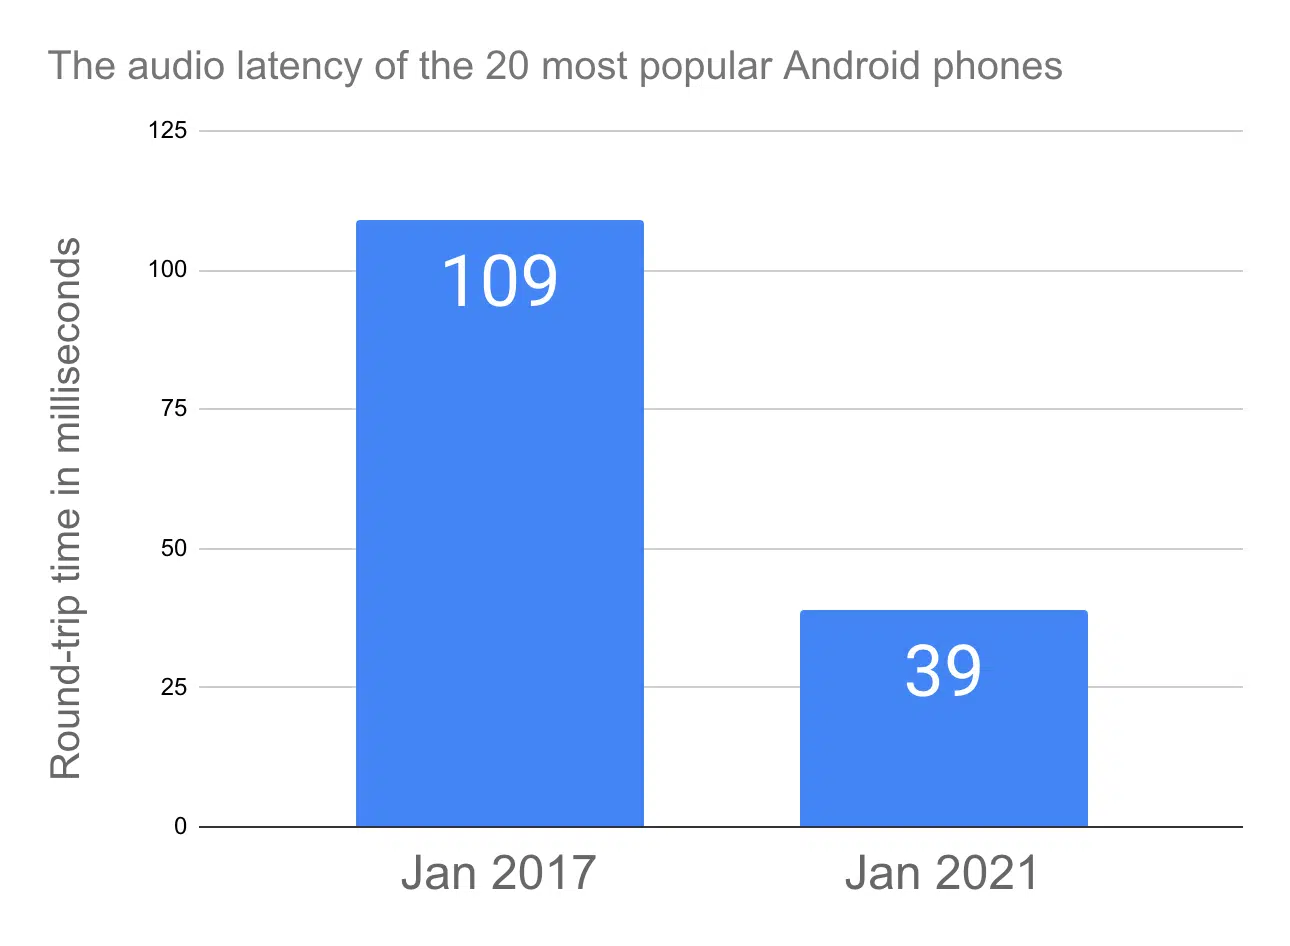 The audio latency of the 20 most popular Android phones
Round-trip time in milliseconds
125
100
75
50
25
0
109
39
Jan 2017
Jan 2021